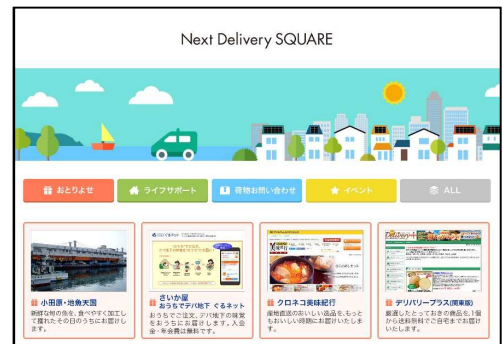 Next Delivery SQUARE
おとりよせ
ライフサポート
荷物お問い合わせ
イベント
ALL
小田原・地魚天国
新鮮な旬の魚を、食べやすく加工し
て獲れたその日のうちにお届けし
ます。
さいか屋
おうちでデパ地下 ぐるネット
おうちでご注文。デパ地下の味覚
をおうちにお届けします。入会
金・年会費は無料です。
クロネコ美味紀行
産地直送のおいしい逸品を、もっと
もおいしい時期にお届けいたしま
す。
デリバリープラス(関東版)
厳選したとっておきの商品を、1個
から送料無料でご自宅までお届け
いたします。